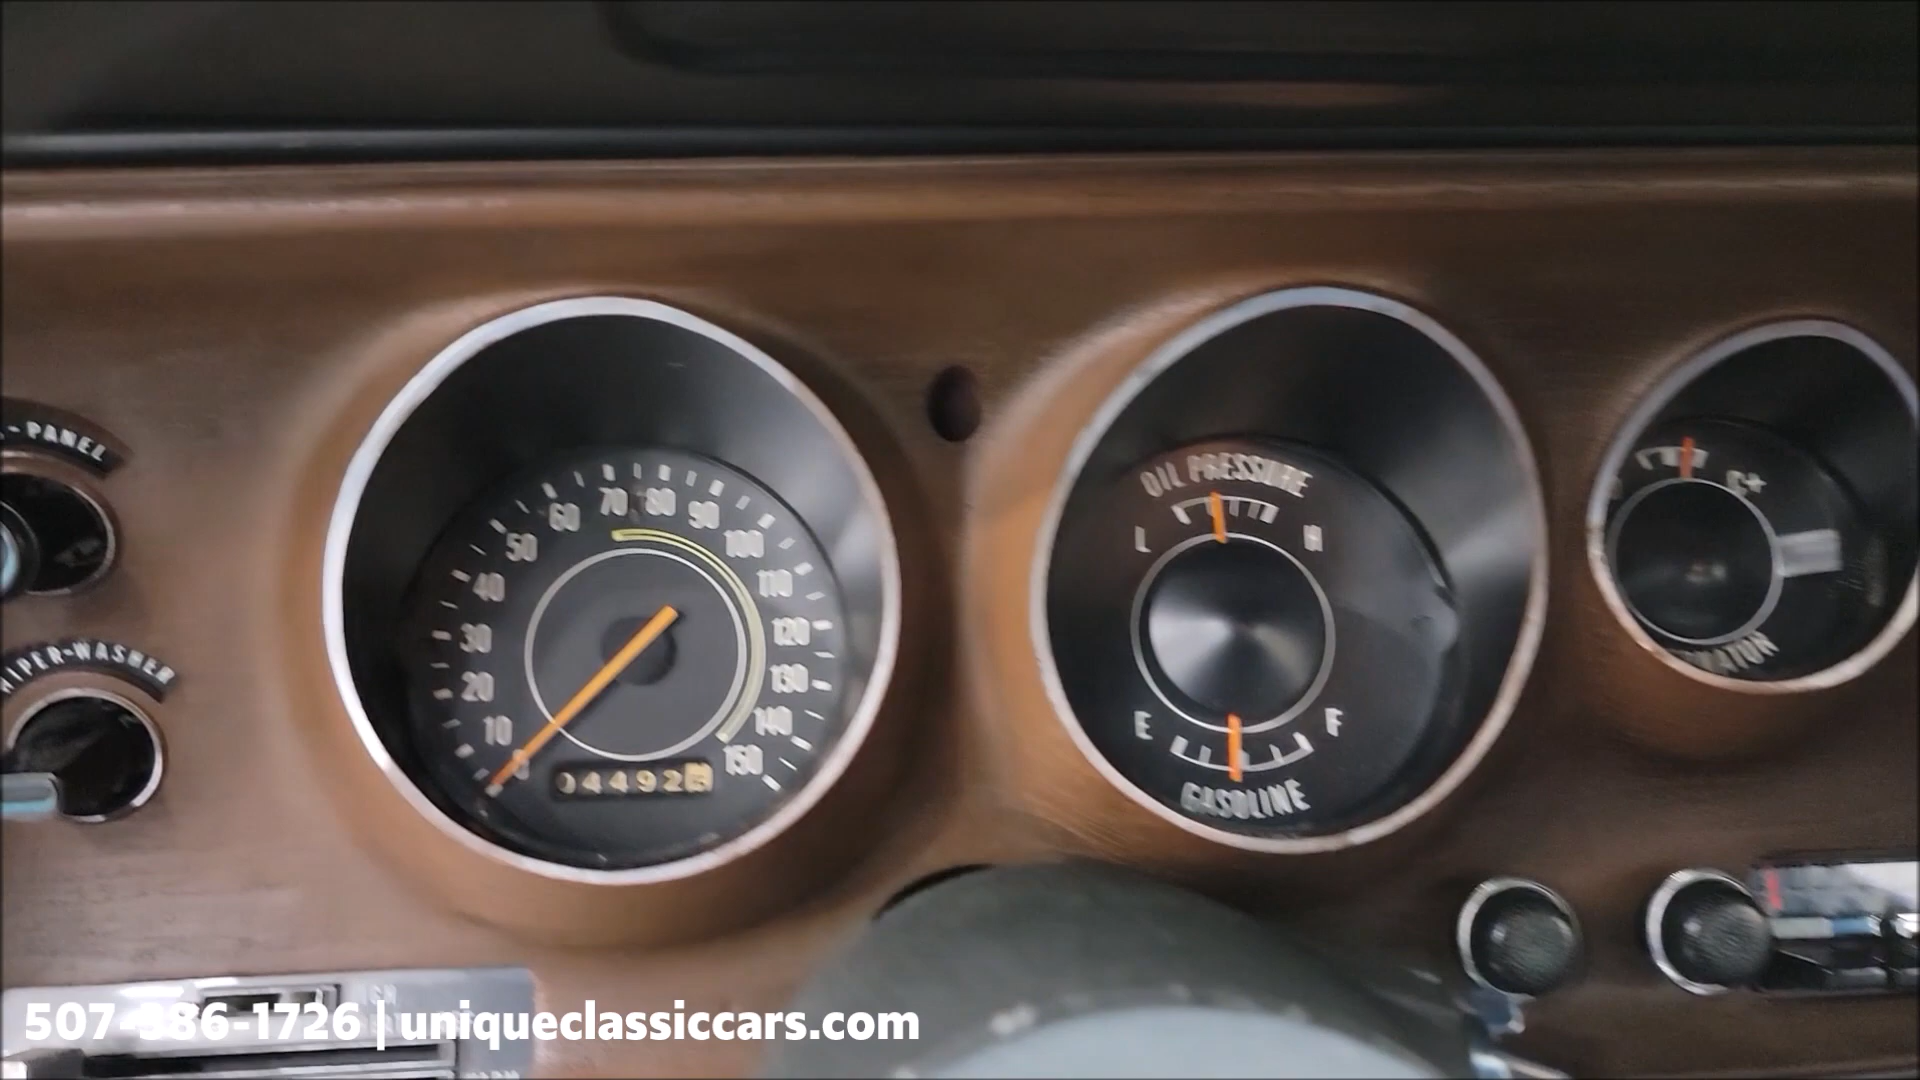 -PANEL
WIPER-WASHER
0 10 20 30 40 50 60 70 80 90 100 110 120 130 140 150
04492
OIL PRESSURE
L H
E F
GASOLINE
507-386-1726 | uniqueclassiccars.com